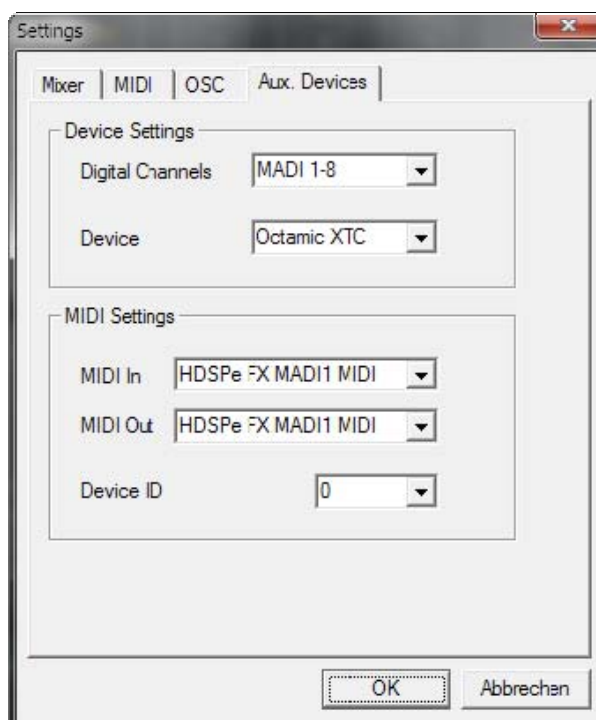 Settings
Mixer MIDI OSC Aux. Devices
Device Settings
Digital Channels MADI 1-8
Device Octamic XTC
MIDI Settings
MIDI In HDSPe FX MADI1 MIDI
MIDI Out HDSPe FX MADI1 MIDI
Device ID 0
OK Abbrechen